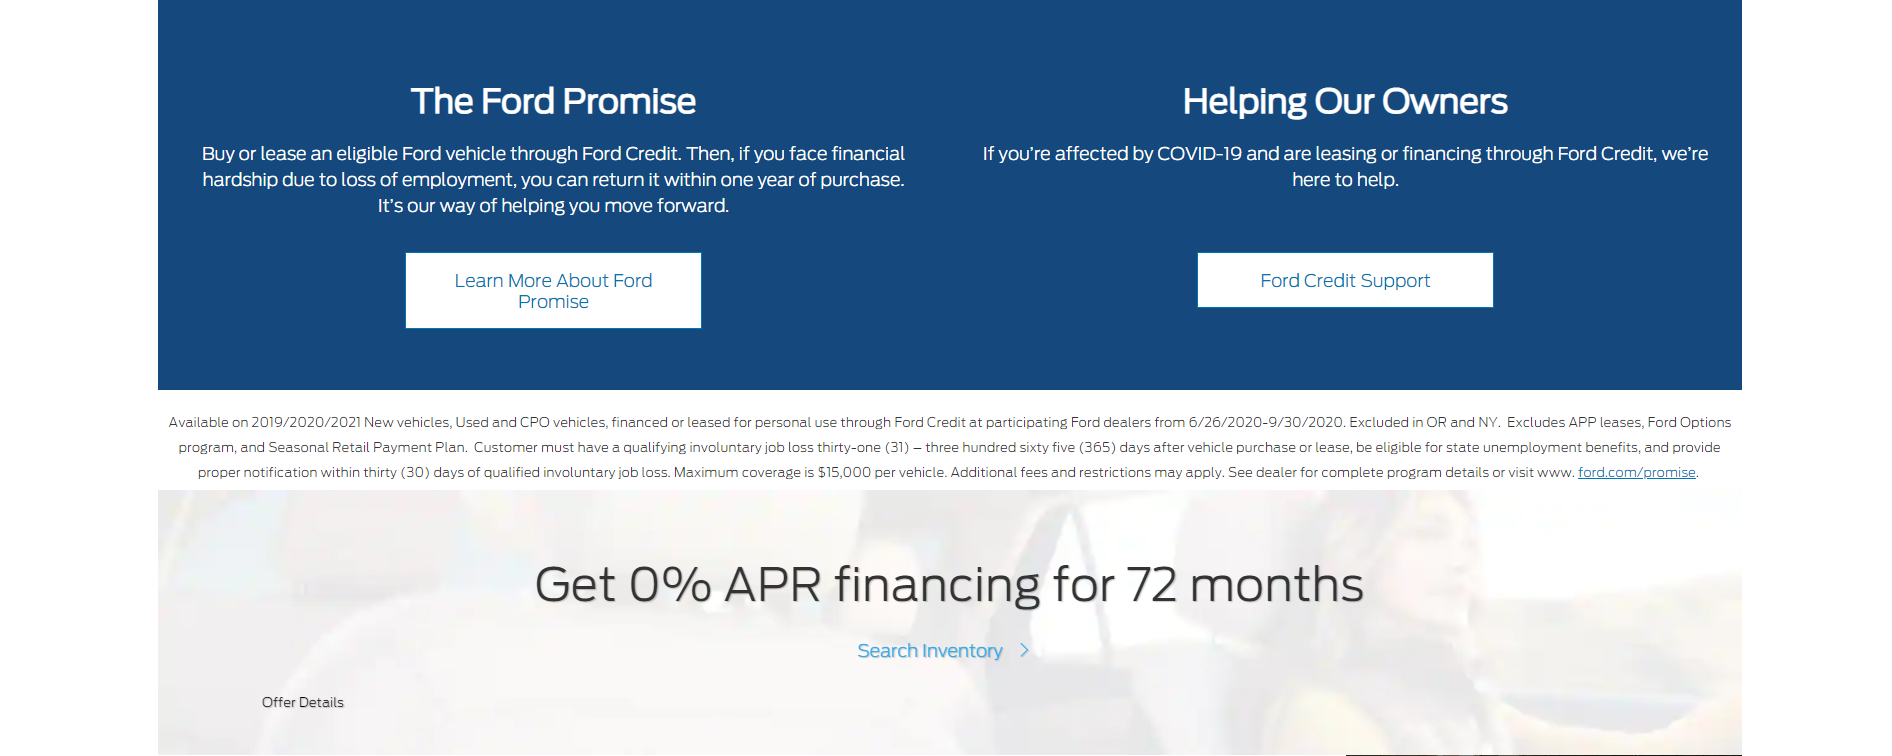 The Ford Promise
Buy or lease an eligible Ford vehicle through Ford Credit. Then, if you face financial
hardship due to loss of employment, you can return it within one year of purchase.
It's our way of helping you move forward.
Learn More About Ford
Promise
Helping Our Owners
If you're affected by COVID-19 and are leasing or financing through Ford Credit, we're
here to help.
Ford Credit Support
Available on 2019/2020/2021 New vehicles, Used and CPO vehicles, financed or leased for personal use through Ford Credit at participating Ford dealers from 6/26/2020-9/30/2020. Excluded in OR and NY.  Excludes APP leases, Ford Options
program, and Seasonal Retail Payment Plan.  Customer must have a qualifying involuntary job loss thirty-one (31) – three hundred sixty five (365) days after vehicle purchase or lease, be eligible for state unemployment benefits, and provide
proper notification within thirty (30) days of qualified involuntary job loss. Maximum coverage is $15,000 per vehicle. Additional fees and restrictions may apply. See dealer for complete program details or visit www. ford.com/promise.
Get 0% APR financing for 72 months
Search Inventory
Offer Details